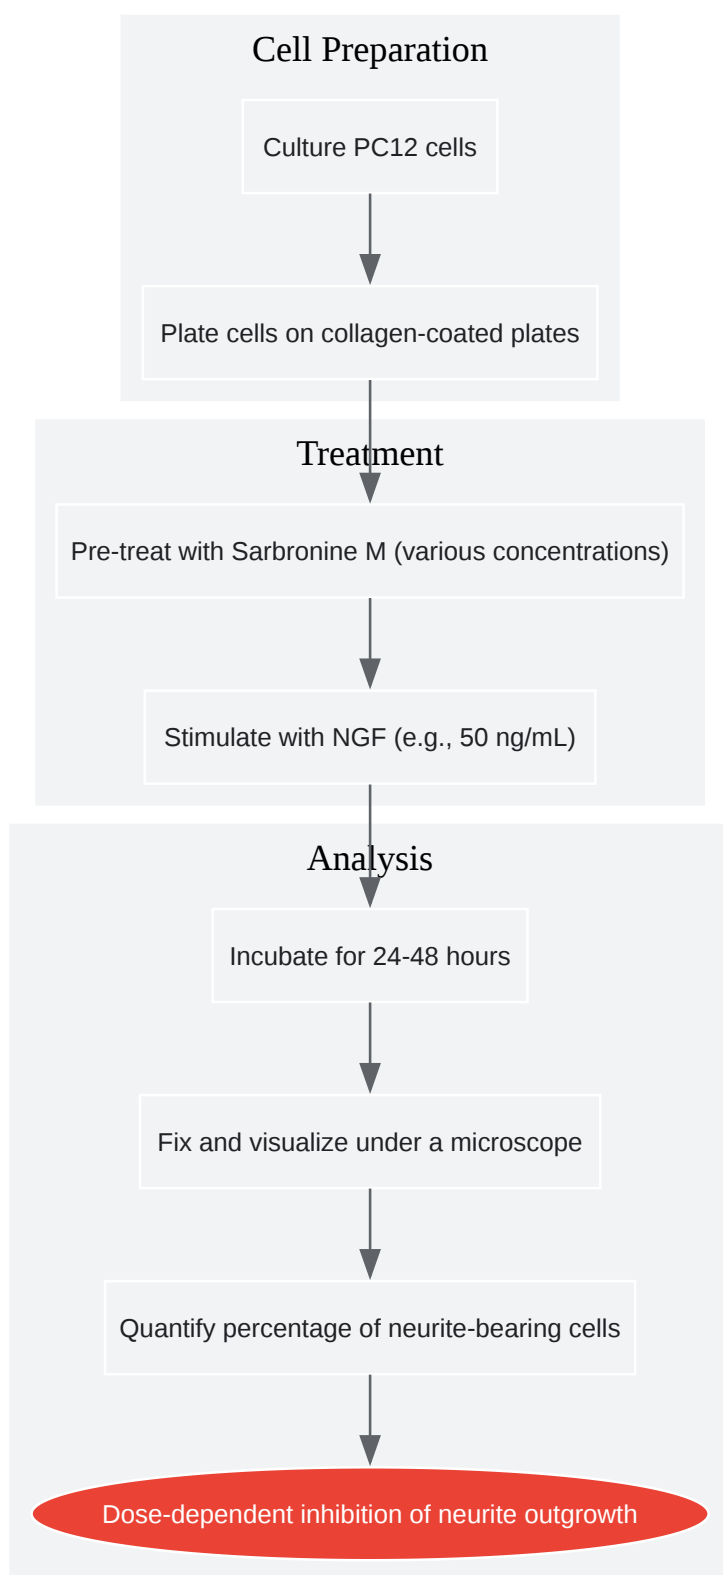 Cell Preparation
Culture PC12 cells
Plate cells on collagen-coated plates
Treatment
Pre-treat with Sarbronine M (various concentrations)
Stimulate with NGF (e.g., 50 ng/mL)
Analysis
Incubate for 24-48 hours
Fix and visualize under a microscope
Quantify percentage of neurite-bearing cells
Dose-dependent inhibition of neurite outgrowth